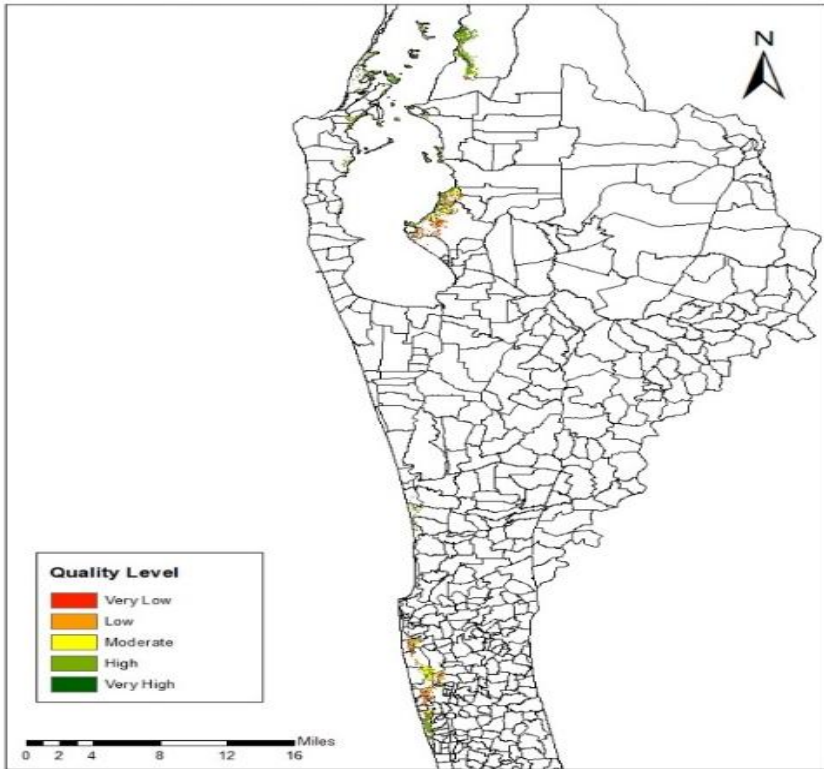 N
Quality Level
Very Low
Low
Moderate
High
Very High
Miles
0 2 4 8 12 16